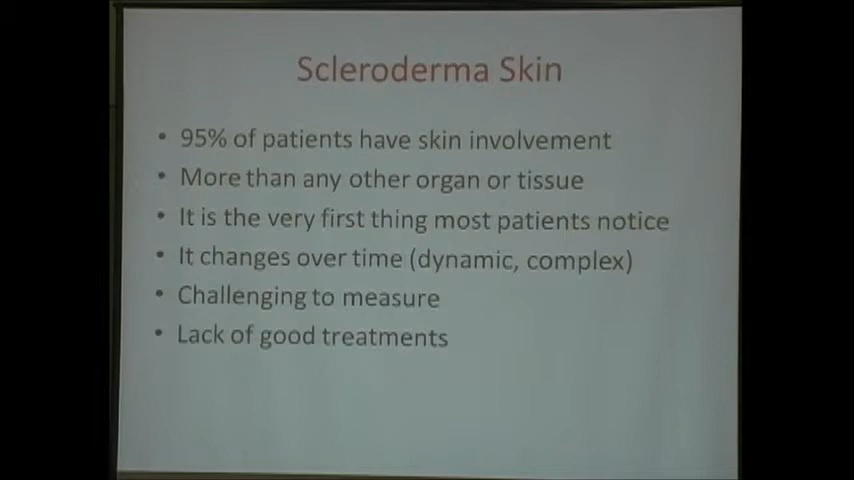 Scleroderma Skin
• 95% of patients have skin involvement
• More than any other organ or tissue
• It is the very first thing most patients notice
• It changes over time (dynamic, complex)
• Challenging to measure
• Lack of good treatments